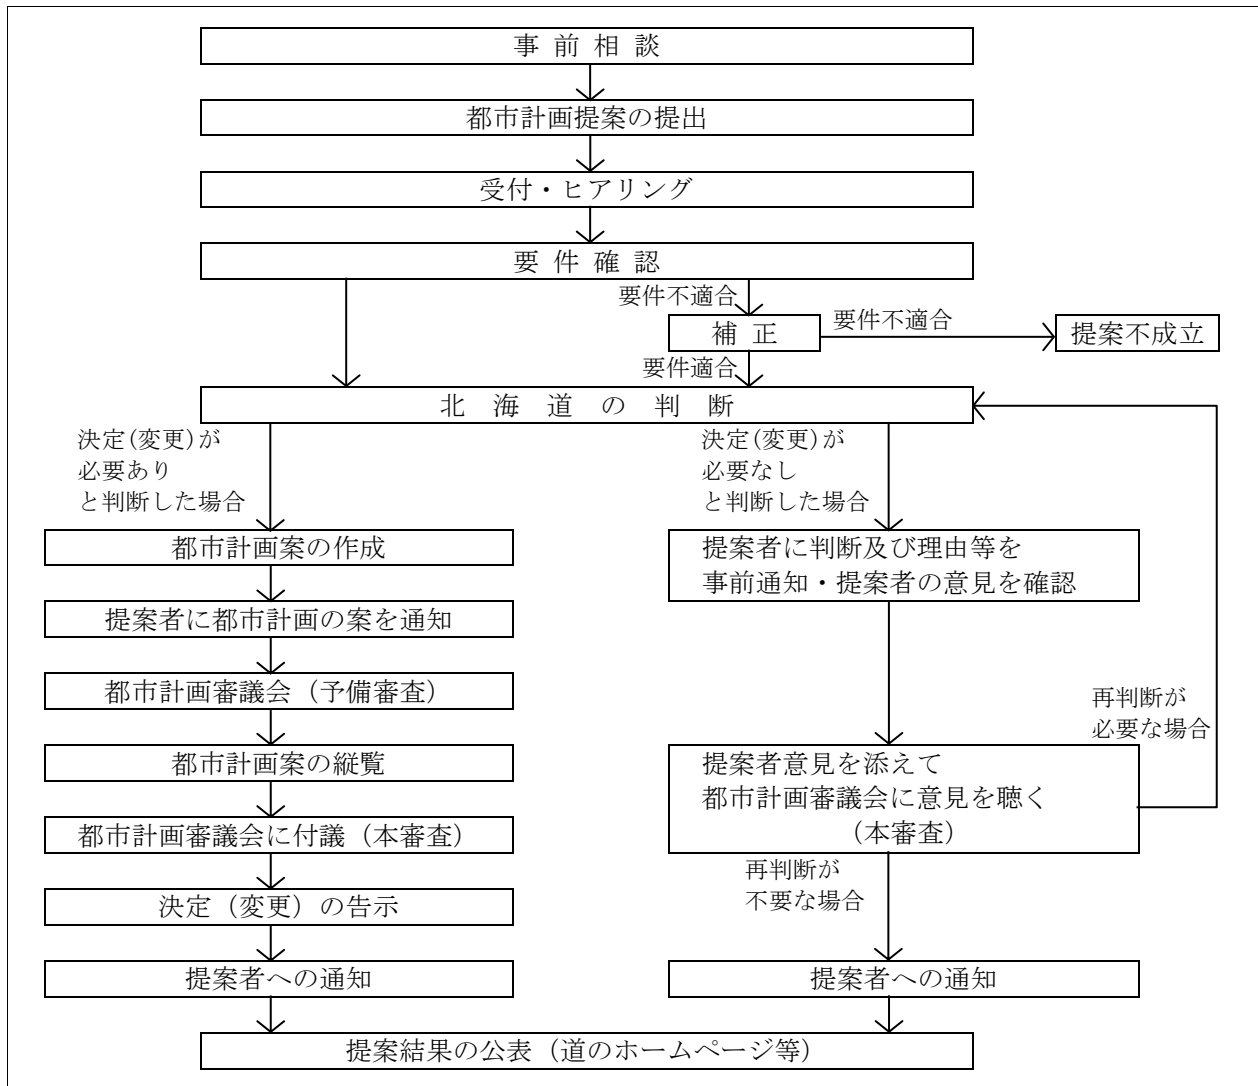 事前相談
都市計画提案の提出
受付・ヒアリング
要件確認
要件不適合
補正
要件不適合
提案不成立
要件適合
北海道の判断
決定(変更)が
必要あり
と判断した場合
決定(変更)が
必要なし
と判断した場合
都市計画案の作成
提案者に都市計画の案を通知
都市計画審議会（予備審査）
都市計画案の縦覧
都市計画審議会に付議（本審査）
決定（変更）の告示
提案者への通知
提案者に判断及び理由等を
事前通知・提案者の意見を確認
再判断が
必要な場合
提案者意見を添えて
都市計画審議会に意見を聴く
（本審査）
再判断が
不要な場合
提案者への通知
提案結果の公表（道のホームページ等）